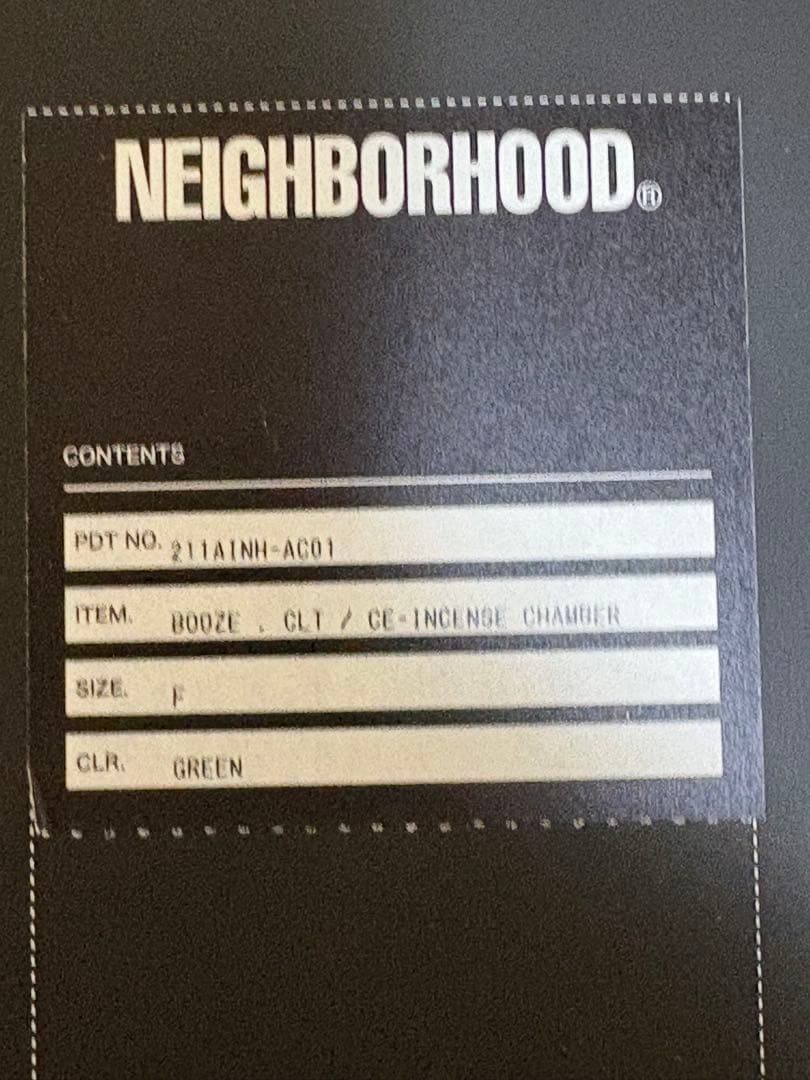 NEIGHBORHOOD®
CONTENTS
PDT NO. 211AINH-AC01
ITEM. BOOZE . CLT / CE-INCENSE CHAMBER
SIZE. F
CLR. GREEN